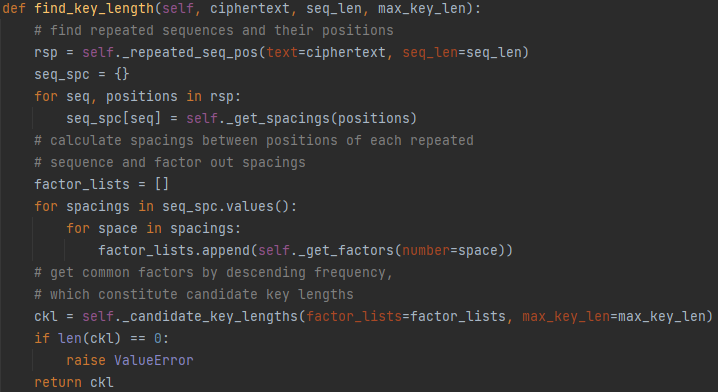 def find_key_length(self, ciphertext, seq_len, max_key_len):
    # find repeated sequences and their positions
    rsp = self._repeated_seq_pos(text=ciphertext, seq_len=seq_len)
    seq_spc = {}
    for seq, positions in rsp:
        seq_spc[seq] = self._get_spacings(positions)
    # calculate spacings between positions of each repeated
    # sequence and factor out spacings
    factor_lists = []
    for spacings in seq_spc.values():
        for space in spacings:
            factor_lists.append(self._get_factors(number=space))
    # get common factors by descending frequency,
    # which constitute candidate key lengths
    ckl = self._candidate_key_lengths(factor_lists=factor_lists, max_key_len=max_key_len)
    if len(ckl) == 0:
        raise ValueError
    return ckl